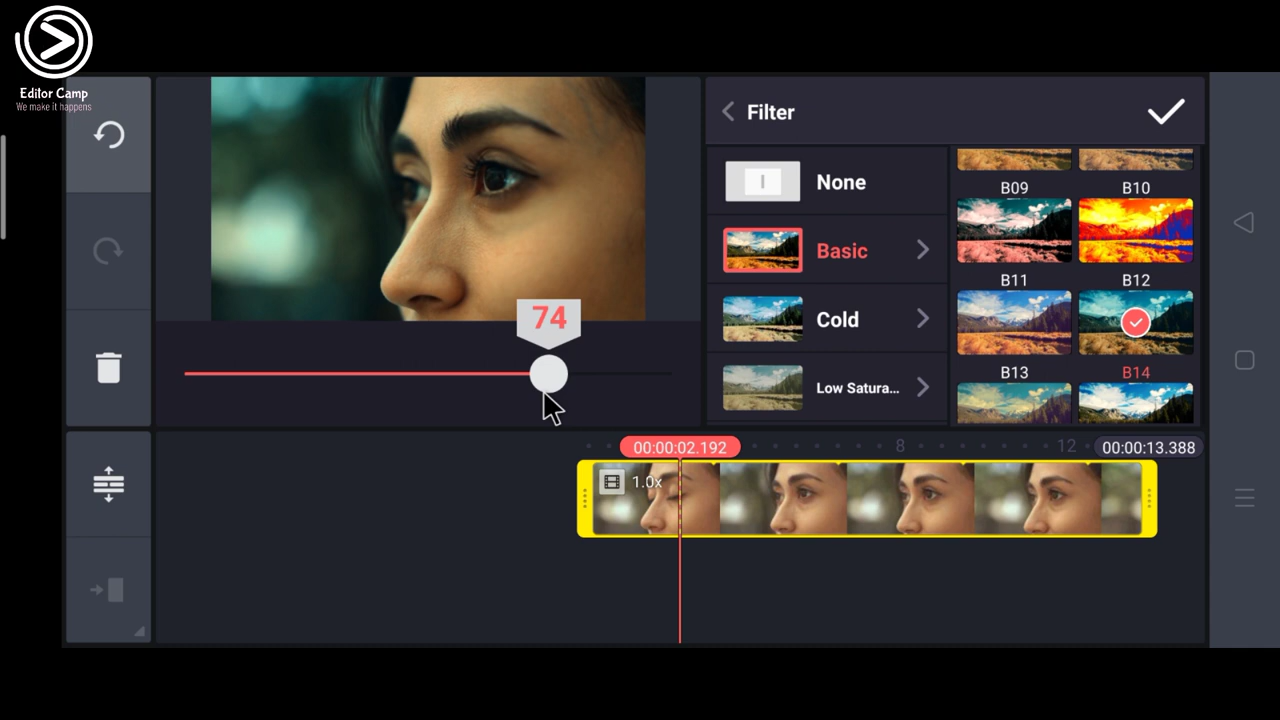 Editor Camp
We make it happens
Filter
None
Basic
Cold
Low Satura...
B09
B10
B11
B12
B13
B14
74
00:00:02.192
8
12
00:00:13.388
1.0x